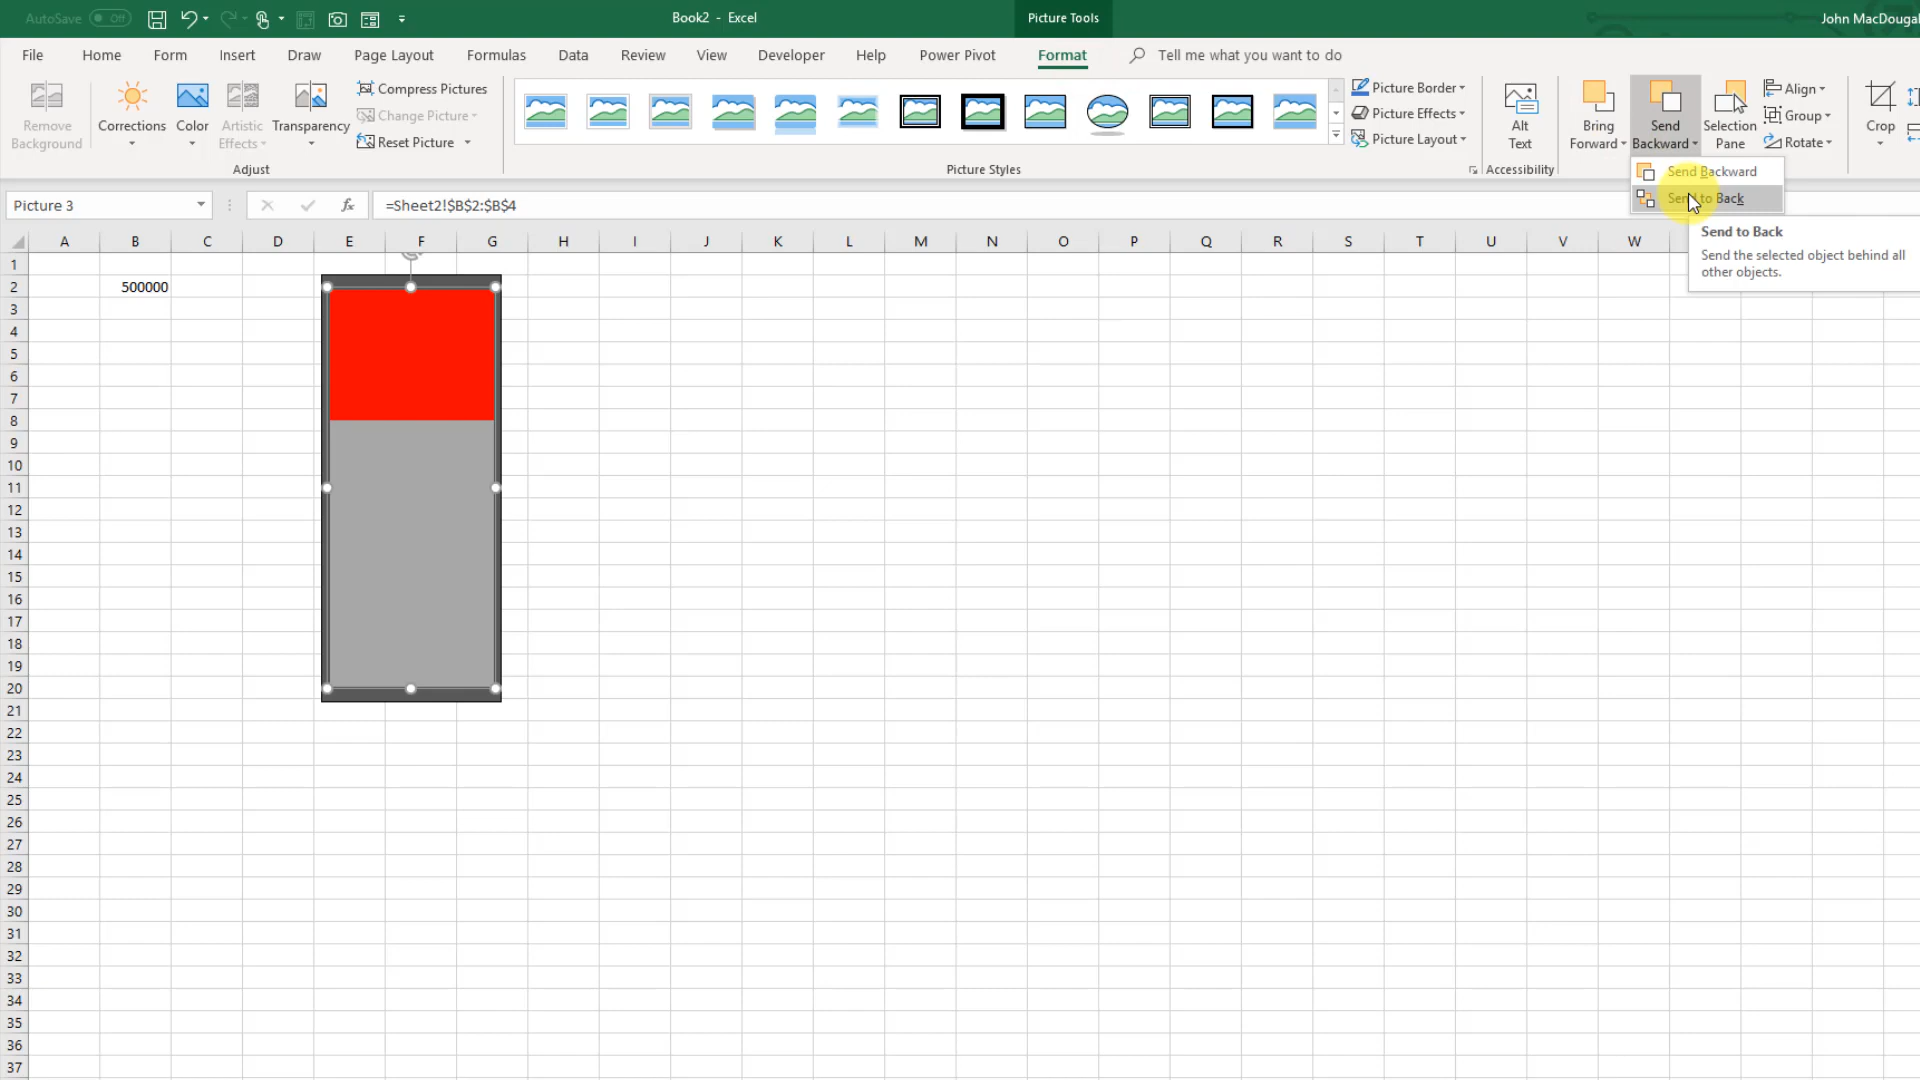 AutoSave Off
Book2 - Excel
Picture Tools
John MacDougal
File Home Form Insert Draw Page Layout Formulas Data Review View Developer Help Power Pivot Format Tell me what you want to do
Remove Background
Corrections
Color
Artistic Effects
Transparency
Compress Pictures
Change Picture
Reset Picture
Adjust
Picture Styles
Picture Border
Picture Effects
Picture Layout
Alt Text
Accessibility
Bring Forward
Send Backward
Selection Pane
Align
Group
Rotate
Crop
Send Backward
Send to Back
Send to Back
Send the selected object behind all
other objects.
Picture 3
fx
=Sheet2!$B$2:$B$4
A B C D E F G H I J K L M N O P Q R S T U V W
1
2 500000
3
4
5
6
7
8
9
10
11
12
13
14
15
16
17
18
19
20
21
22
23
24
25
26
27
28
29
30
31
32
33
34
35
36
37